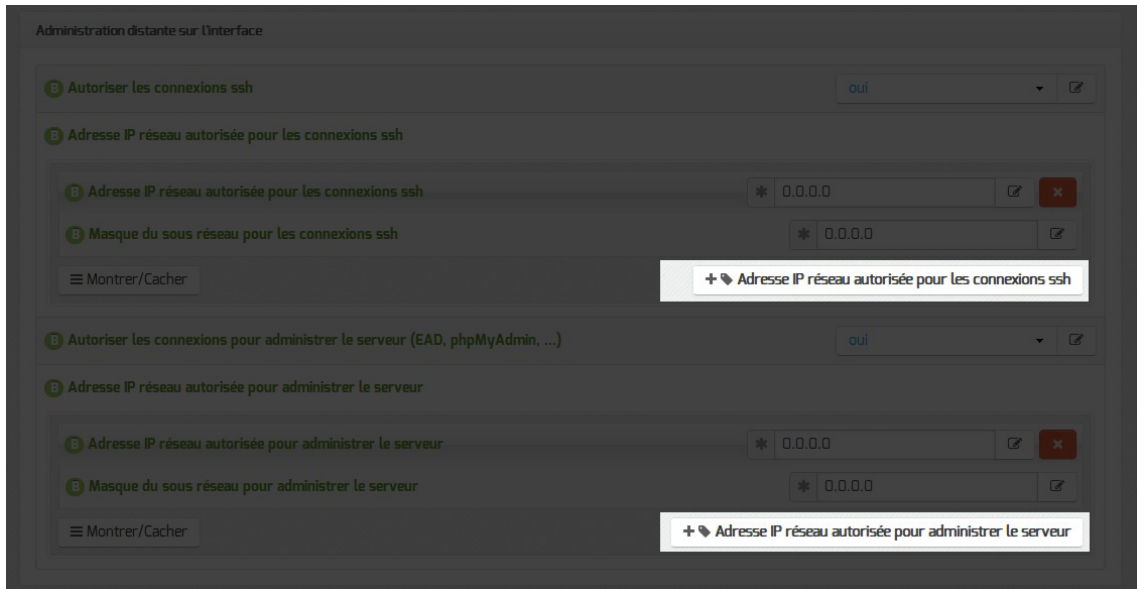 Administration distante sur l'interface
B Autoriser les connexions ssh oui
B Adresse IP réseau autorisée pour les connexions ssh
B Adresse IP réseau autorisée pour les connexions ssh 0.0.0.0
B Masque du sous réseau pour les connexions ssh 0.0.0.0
Montrer/Cacher + Adresse IP réseau autorisée pour les connexions ssh
B Autoriser les connexions pour administrer le serveur (EAD, phpMyAdmin, ...) oui
B Adresse IP réseau autorisée pour administrer le serveur
B Adresse IP réseau autorisée pour administrer le serveur 0.0.0.0
B Masque du sous réseau pour administrer le serveur 0.0.0.0
Montrer/Cacher + Adresse IP réseau autorisée pour administrer le serveur